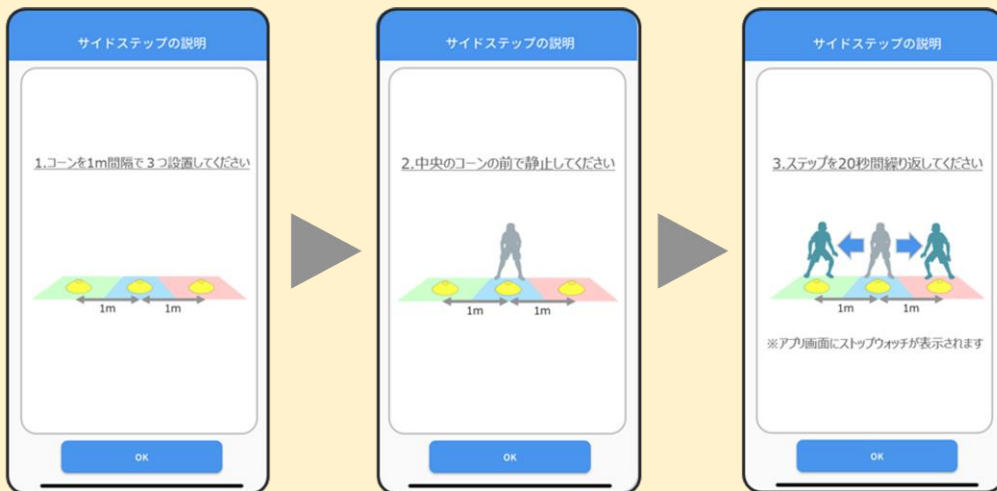 サイドステップの説明
1.コーンを1m間隔で３つ設置してください
1m
1m
OK
サイドステップの説明
2.中央のコーンの前で静止してください
1m
1m
OK
サイドステップの説明
3.ステップを20秒間繰り返してください
1m
1m
※アプリ画面にストップウォッチが表示されます
OK